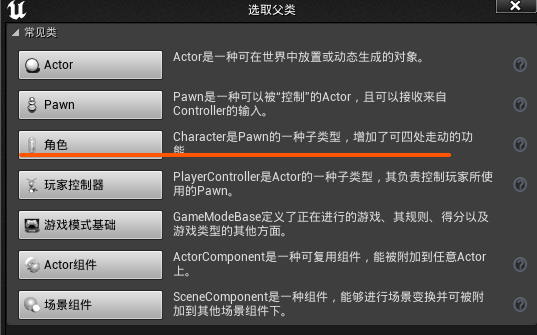 选取父类
常见类
Actor
Actor是一种可在世界中放置或动态生成的对象。
Pawn
Pawn是一种可以被“控制”的Actor，且可以接收来自
Controller的输入。
角色
Character是Pawn的一种子类型，增加了可四处走动的功
能
玩家控制器
PlayerController是Actor的一种子类型，其负责控制玩家所使
用的Pawn。
游戏模式基础
GameModeBase定义了正在进行的游戏、其规则、得分以及
游戏类型的其他方面。
Actor组件
ActorComponent是一种可复用组件，能被附加到任意Actor
上。
场景组件
SceneComponent是一种组件，能够进行场景变换并可被附
加到其他场景组件下。